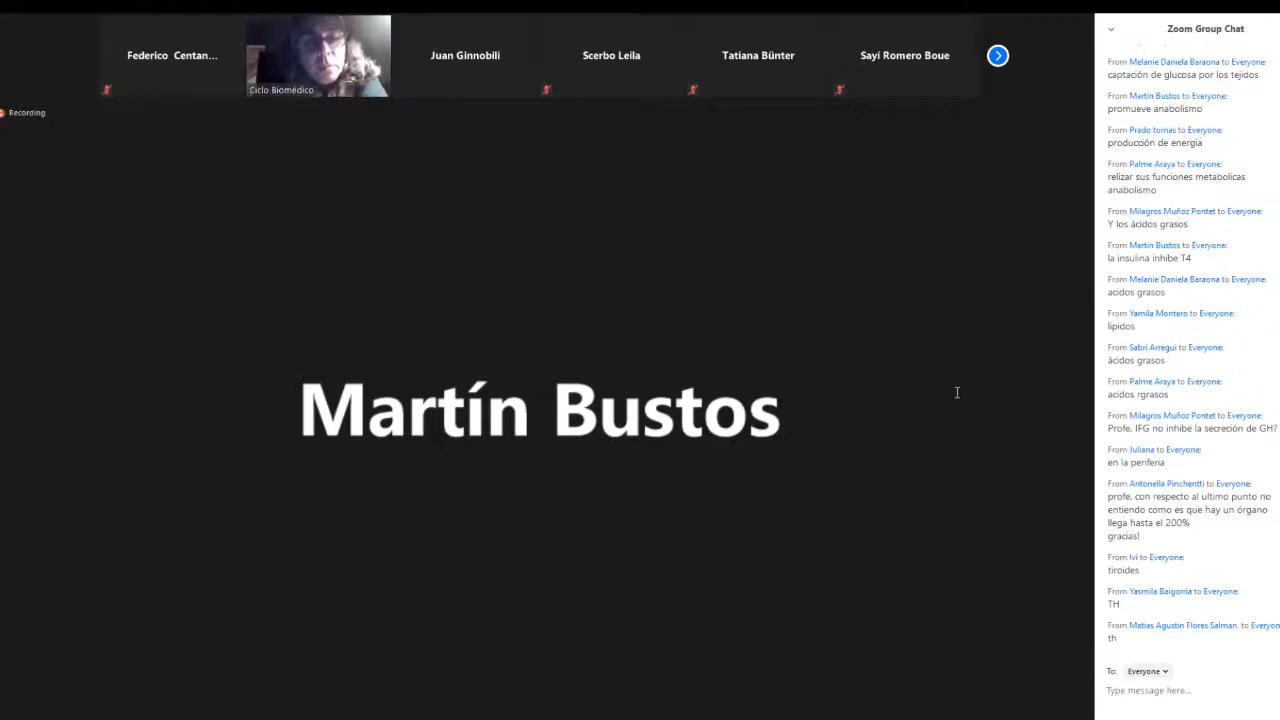 Federico Centan...
Ciclo Biomédico
Juan Ginnobili
Scerbo Leila
Tatiana Bünter
Sayi Romero Boue
Recording
Martín Bustos
Zoom Group Chat
From Melanie Daniela Baraona to Everyone:
captación de glucosa por los tejidos
From Martín Bustos to Everyone:
promueve anabolismo
From Prado tomas to Everyone:
producción de energia
From Palme Araya to Everyone:
relizar sus funciones metabolicas
anabolismo
From Milagros Muñoz Pontet to Everyone:
Y los ácidos grasos
From Martín Bustos to Everyone:
la insulina inhibe T4
From Melanie Daniela Baraona to Everyone:
acidos grasos
From Yamila Montero to Everyone:
lipidos
From Sabri Arregui to Everyone:
ácidos grasos
From Palme Araya to Everyone:
acidos rgrasos
From Milagros Muñoz Pontet to Everyone:
Profe, IFG no inhibe la secreción de GH?
From Juliana to Everyone:
en la periferia
From Antonella Pinchentti to Everyone:
profe, con respecto al ultimo punto no
entiendo como es que hay un órgano
llega hasta el 200%
gracias!
From Ivi to Everyone:
tiroides
From Yasmila Baigorria to Everyone:
TH
From Matias Agustin Flores Salman to Everyon
th
To: Everyone
Type message here...